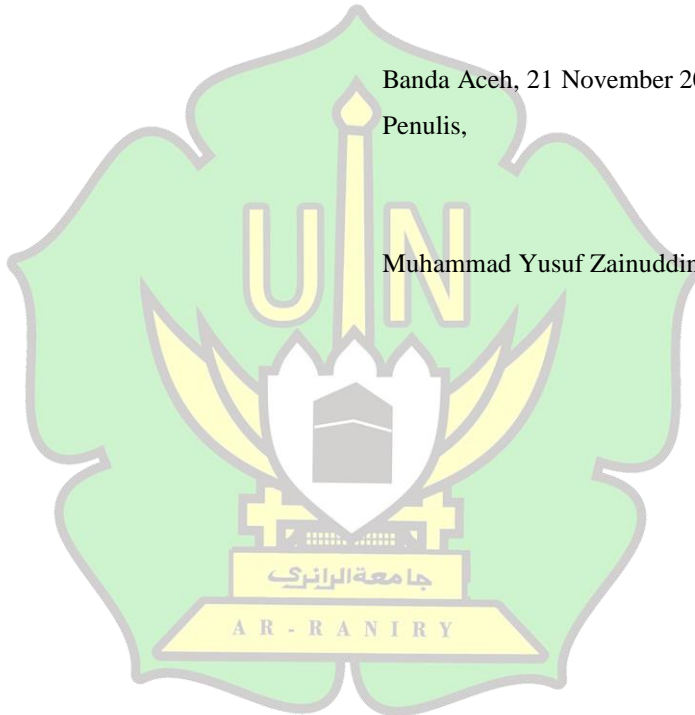 Banda Aceh, 21 November 20
Penulis,
Muhammad Yusuf Zainuddin
UIN
جامعة الرانري
AR-RANIRY